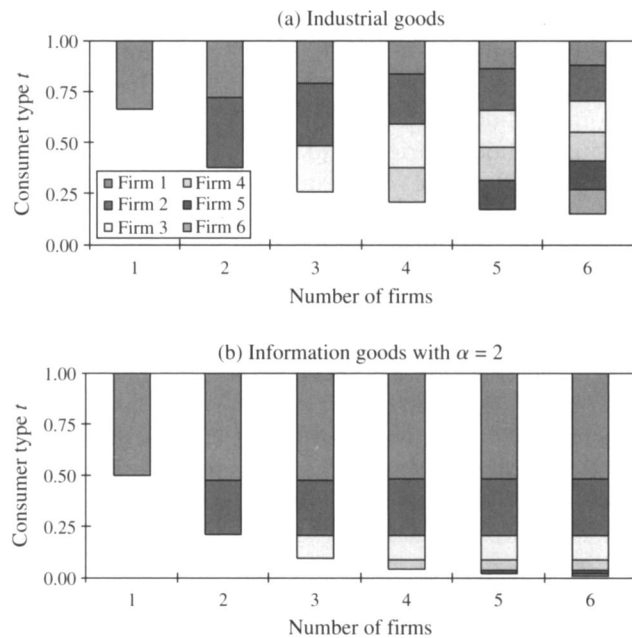 (a) Industrial goods
1.00
0.75
0.50
0.25
0.00
Consumer type t
Firm 1 Firm 4
Firm 2 Firm 5
Firm 3 Firm 6
1 2 3 4 5 6
Number of firms
(b) Information goods with α = 2
1.00
0.75
0.50
0.25
0.00
Consumer type t
1 2 3 4 5 6
Number of firms